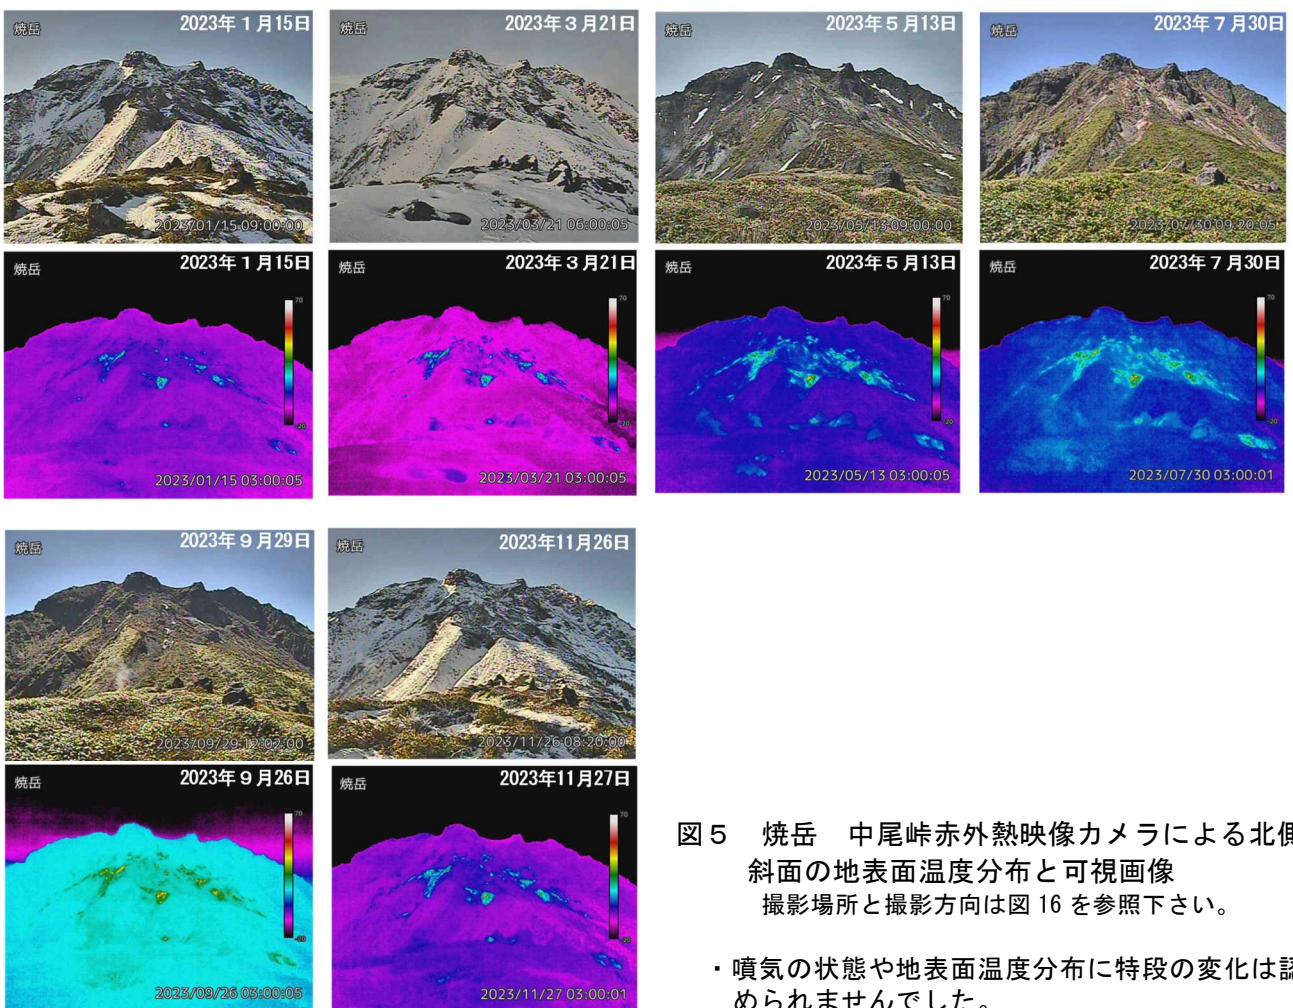 焼岳 2023年1月15日
2023/01/15 09:00:00
焼岳 2023年3月21日
2023/03/21 06:00:05
焼岳 2023年5月13日
2023/05/13 09:00:00
焼岳 2023年7月30日
2023/07/30 09:20:05
焼岳 2023年1月15日
70
-20
2023/01/15 03:00:05
焼岳 2023年3月21日
70
-20
2023/03/21 03:00:05
焼岳 2023年5月13日
70
-20
2023/05/13 03:00:05
焼岳 2023年7月30日
70
-20
2023/07/30 03:00:01
焼岳 2023年9月29日
2023/09/29 12:02:00
焼岳 2023年11月26日
2023/11/26 08:20:00
焼岳 2023年9月26日
70
-20
2023/09/26 03:00:05
焼岳 2023年11月27日
70
-20
2023/11/27 03:00:01
図5 焼岳 中尾峠赤外熱映像カメラによる北側
斜面の地表面温度分布と可視画像
撮影場所と撮影方向は図16を参照下さい。
・噴気の状態や地表面温度分布に特段の変化は認
められませんでした。